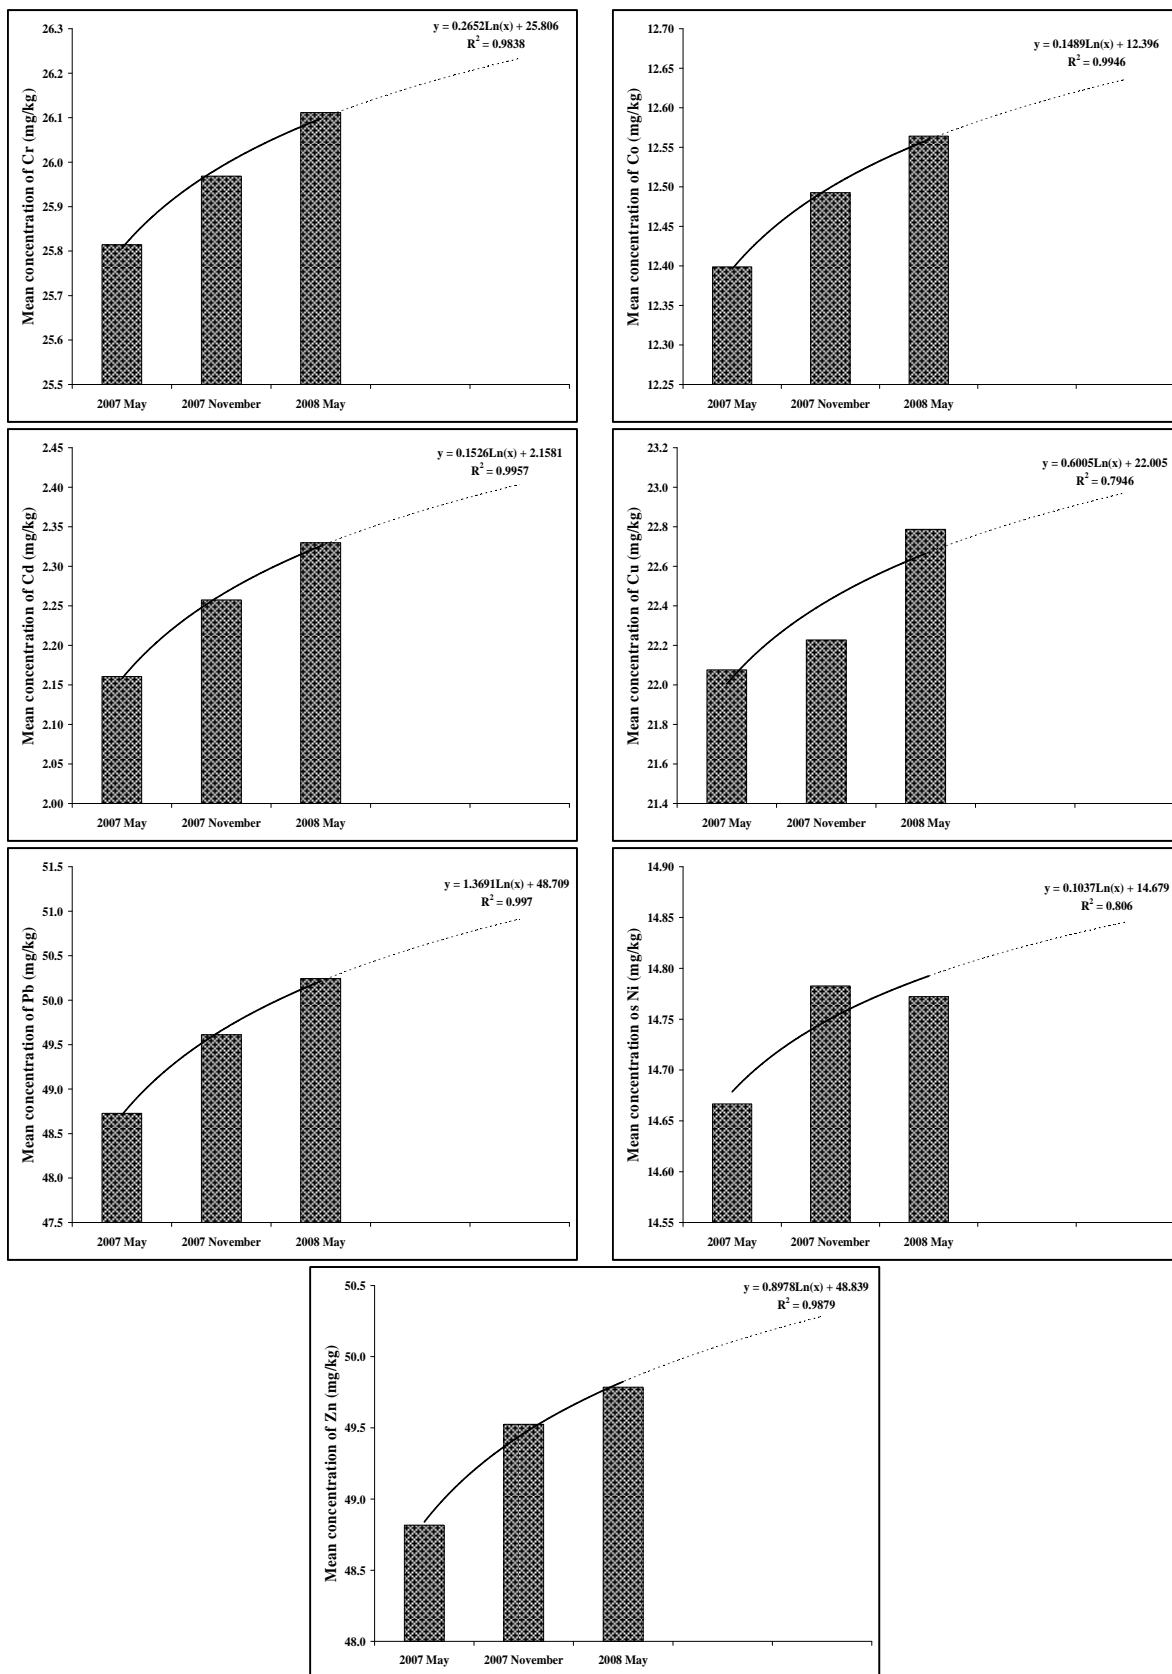 y = 0.2652Ln(x) + 25.806
R² = 0.9838
Mean concentration of Cr (mg/kg)
26.3
26.2
26.1
26.0
25.9
25.8
25.7
25.6
25.5
2007 May 2007 November 2008 May
y = 0.1489Ln(x) + 12.396
R² = 0.9946
Mean concentration of Co (mg/kg)
12.70
12.65
12.60
12.55
12.50
12.45
12.40
12.35
12.30
12.25
2007 May 2007 November 2008 May
y = 0.1526Ln(x) + 2.1581
R² = 0.9957
Mean concentration of Cd (mg/kg)
2.45
2.40
2.35
2.30
2.25
2.20
2.15
2.10
2.05
2.00
2007 May 2007 November 2008 May
y = 0.6005Ln(x) + 22.005
R² = 0.7946
Mean concentration of Cu (mg/kg)
23.2
23.0
22.8
22.6
22.4
22.2
22.0
21.8
21.6
21.4
2007 May 2007 November 2008 May
y = 1.3691Ln(x) + 48.709
R² = 0.997
Mean concentration of Pb (mg/kg)
51.5
51.0
50.5
50.0
49.5
49.0
48.5
48.0
47.5
2007 May 2007 November 2008 May
y = 0.1037Ln(x) + 14.679
R² = 0.806
Mean concentration os Ni (mg/kg)
14.90
14.85
14.80
14.75
14.70
14.65
14.60
14.55
2007 May 2007 November 2008 May
y = 0.8978Ln(x) + 48.839
R² = 0.9879
Mean concentration of Zn (mg/kg)
50.5
50.0
49.5
49.0
48.5
48.0
2007 May 2007 November 2008 May